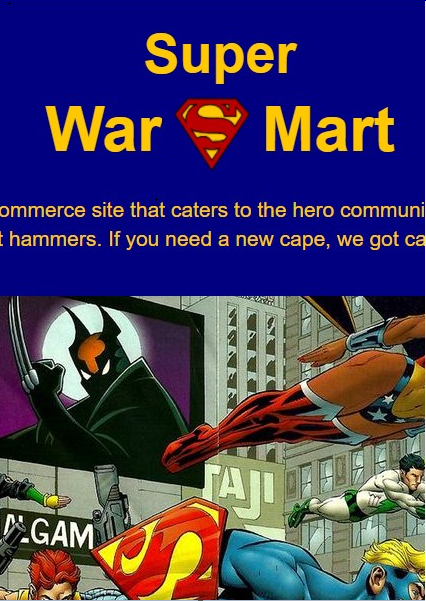 Super
War S Mart
ommerce site that caters to the hero communi
t hammers. If you need a new cape, we got ca
TAJI
ALGAM
S